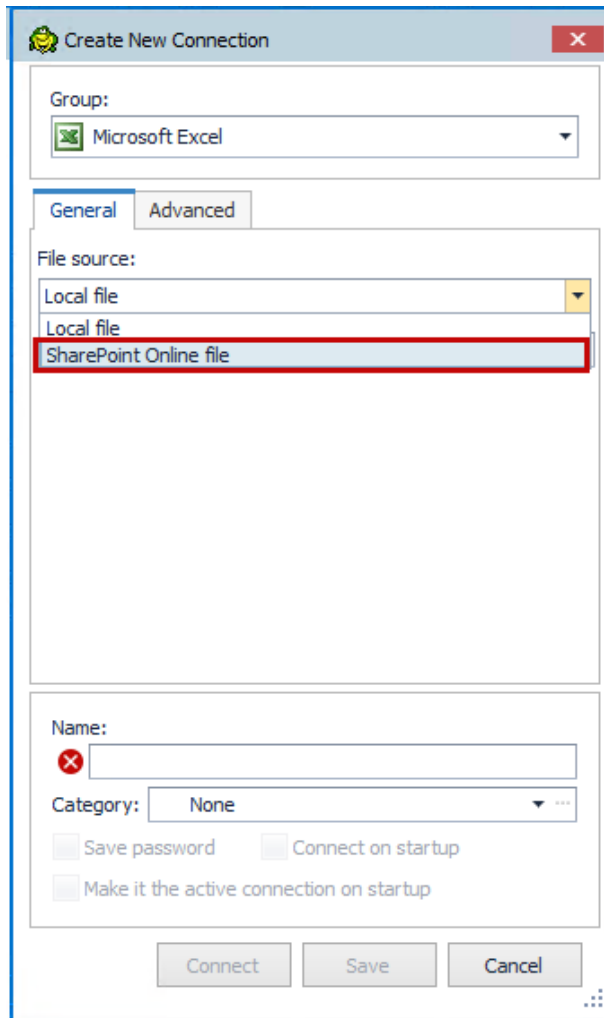 Create New Connection
Group:
Microsoft Excel
General Advanced
File source:
Local file
Local file
SharePoint Online file
Name:
Category: None ...
Save password Connect on startup
Make it the active connection on startup
Connect Save Cancel